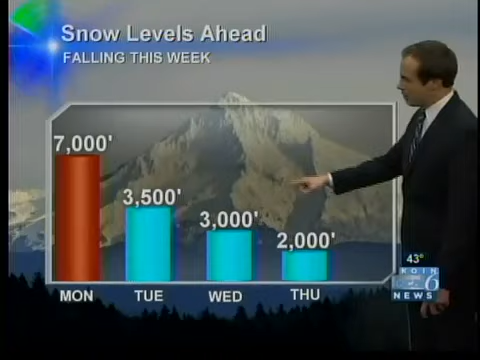 Snow Levels Ahead
FALLING THIS WEEK
7,000'
3,500'
3,000'
2,000'
MON
TUE
WED
THU
43°
KOIN
6
NEWS